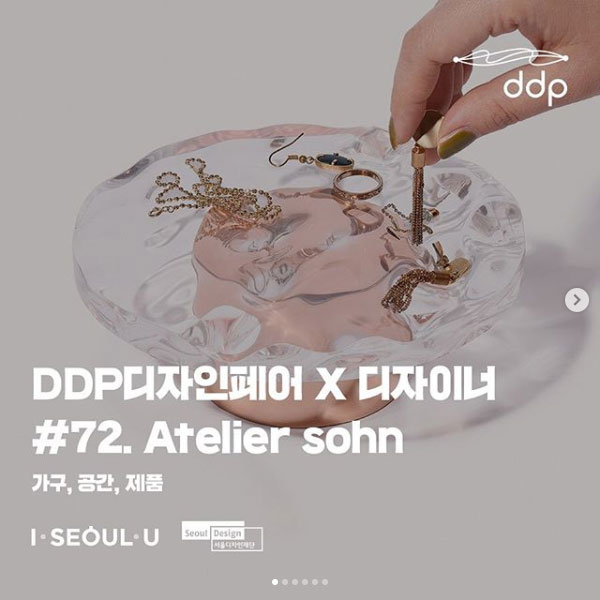 ddp
DDP디자인페어 X 디자이너
#72. Atelier sohn
가구, 공간, 제품
I·SEOUL·U
Seoul Design
서울디자인재단